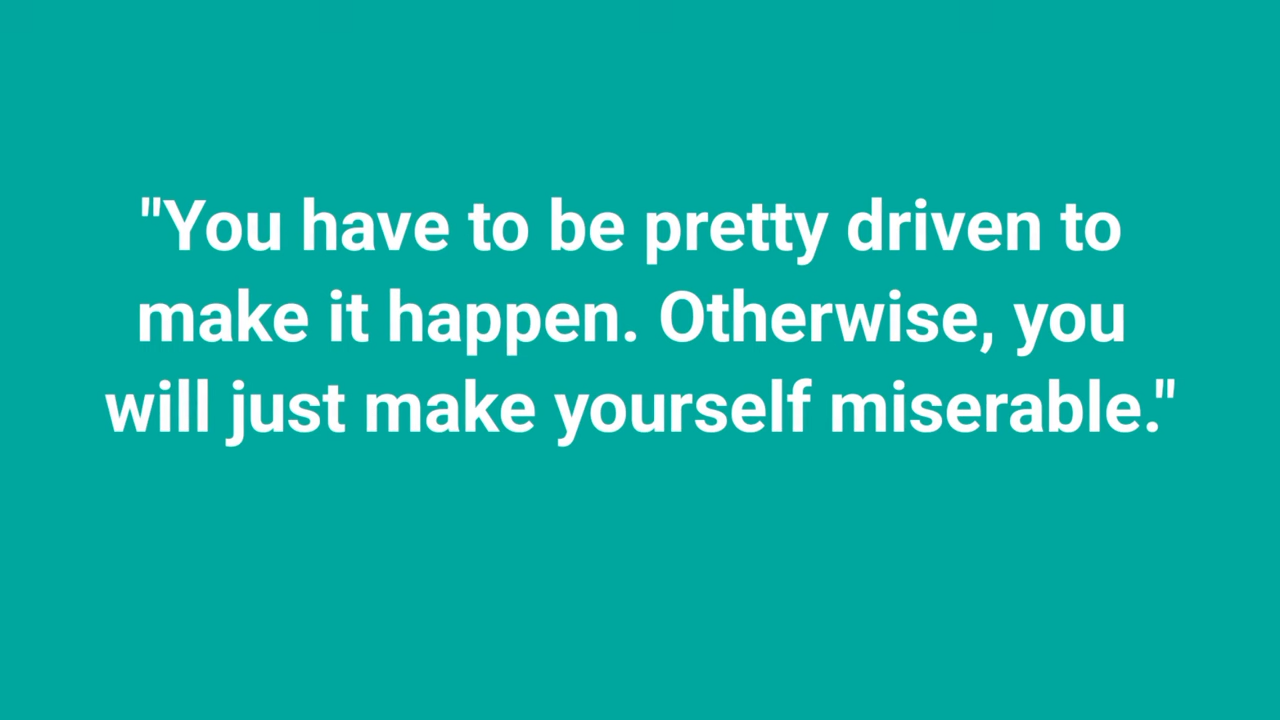 "You have to be pretty driven to
make it happen. Otherwise, you
will just make yourself miserable."